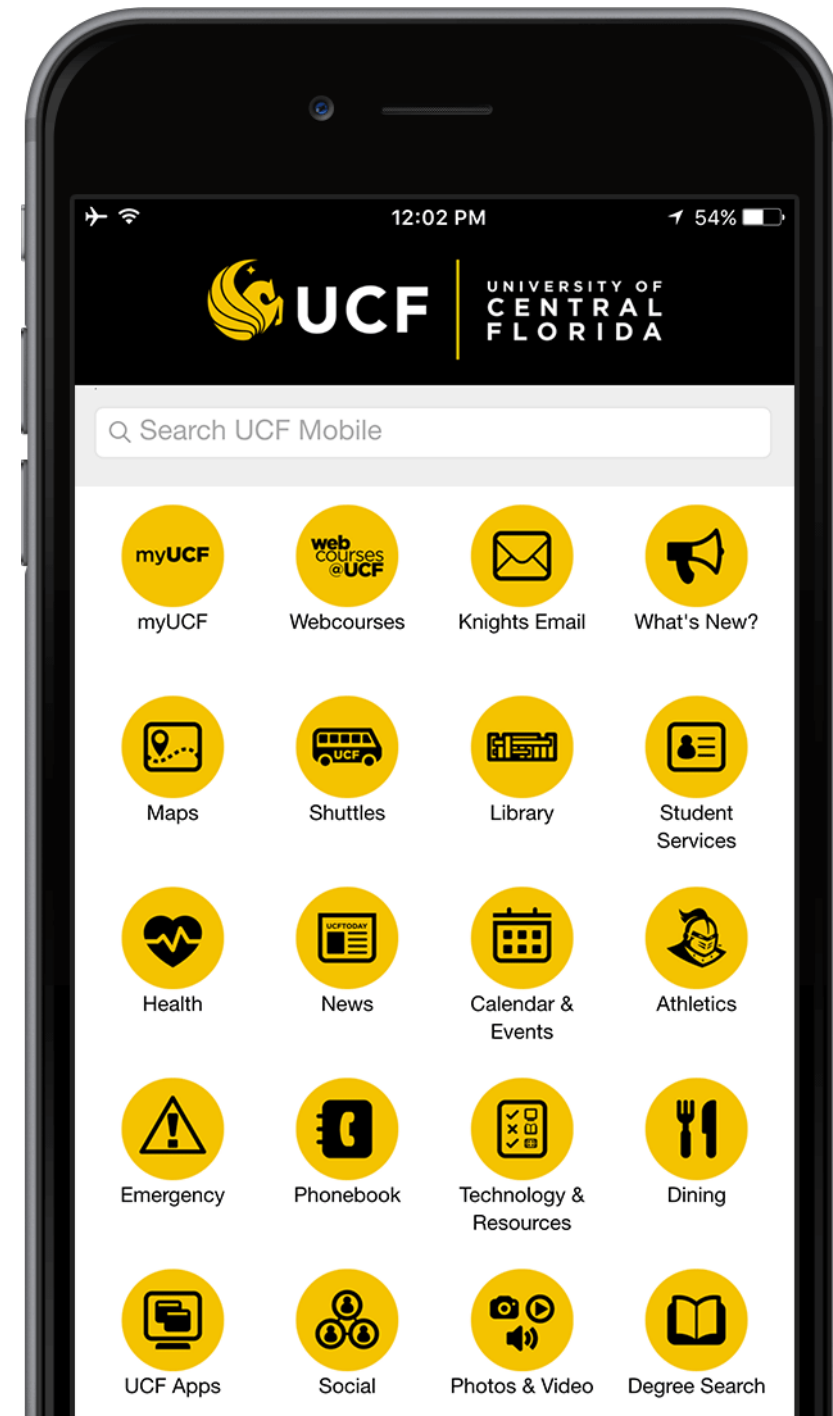 12:02 PM
54%
UCF
UNIVERSITY OF
CENTRAL
FLORIDA
Search UCF Mobile
myUCF
web
courses
@UCF
myUCF
Webcourses
Knights Email
What's New?
UCF
Maps
Shuttles
Library
Student
Services
UCFTODAY
Health
News
Calendar &
Events
Athletics
Emergency
Phonebook
Technology &
Resources
Dining
UCF Apps
Social
Photos & Video
Degree Search